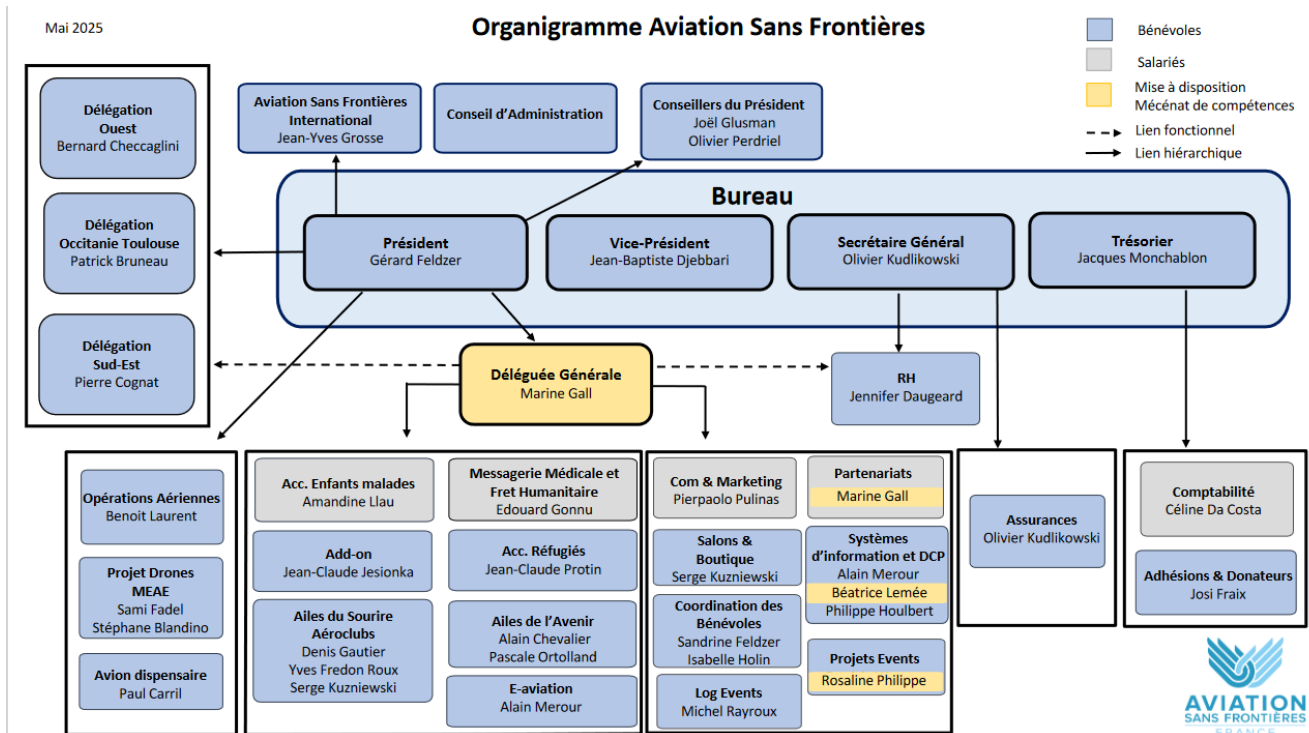 Mai 2025
Organigramme Aviation Sans Frontières
Bénévoles
Salariés
Mise à disposition
Mécénat de compétences
Lien fonctionnel
Lien hiérarchique
Délégation
Ouest
Bernard Checcaglini
Délégation
Occitanie Toulouse
Patrick Bruneau
Délégation
Sud-Est
Pierre Cognat
Aviation Sans Frontières
International
Jean-Yves Grosse
Conseil d’Administration
Conseillers du Président
Joël Glusman
Olivier Perdriel
Bureau
Président
Gérard Feldzer
Vice-Président
Jean-Baptiste Djebbari
Secrétaire Général
Olivier Kudlikowski
Trésorier
Jacques Monchablon
Déléguée Générale
Marine Gall
RH
Jennifer Daugeard
Opérations Aériennes
Benoit Laurent
Projet Drones
MEAE
Sami Fadel
Stéphane Blandino
Avion dispensaire
Paul Carril
Acc. Enfants malades
Amandine Llau
Add-on
Jean-Claude Jesionka
Ailes du Sourire
Aéroclubs
Denis Gautier
Yves Fredon Roux
Serge Kuzniewski
Messagerie Médicale et
Fret Humanitaire
Edouard Gonnu
Acc. Réfugiés
Jean-Claude Protin
Ailes de l’Avenir
Alain Chevalier
Pascale Ortolland
E-aviation
Alain Merour
Com & Marketing
Pierpaolo Pulinas
Salons &
Boutique
Serge Kuzniewski
Coordination des
Bénévoles
Sandrine Feldzer
Isabelle Holin
Log Events
Michel Rayroux
Partenariats
Marine Gall
Systèmes
d’information et DCP
Alain Merour
Béatrice Lemée
Philippe Houlbert
Projets Events
Rosaline Philippe
Assurances
Olivier Kudlikowski
Comptabilité
Céline Da Costa
Adhésions & Donateurs
Josi Fraix
AVIATION
SANS FRONTIÈRES
FRANCE